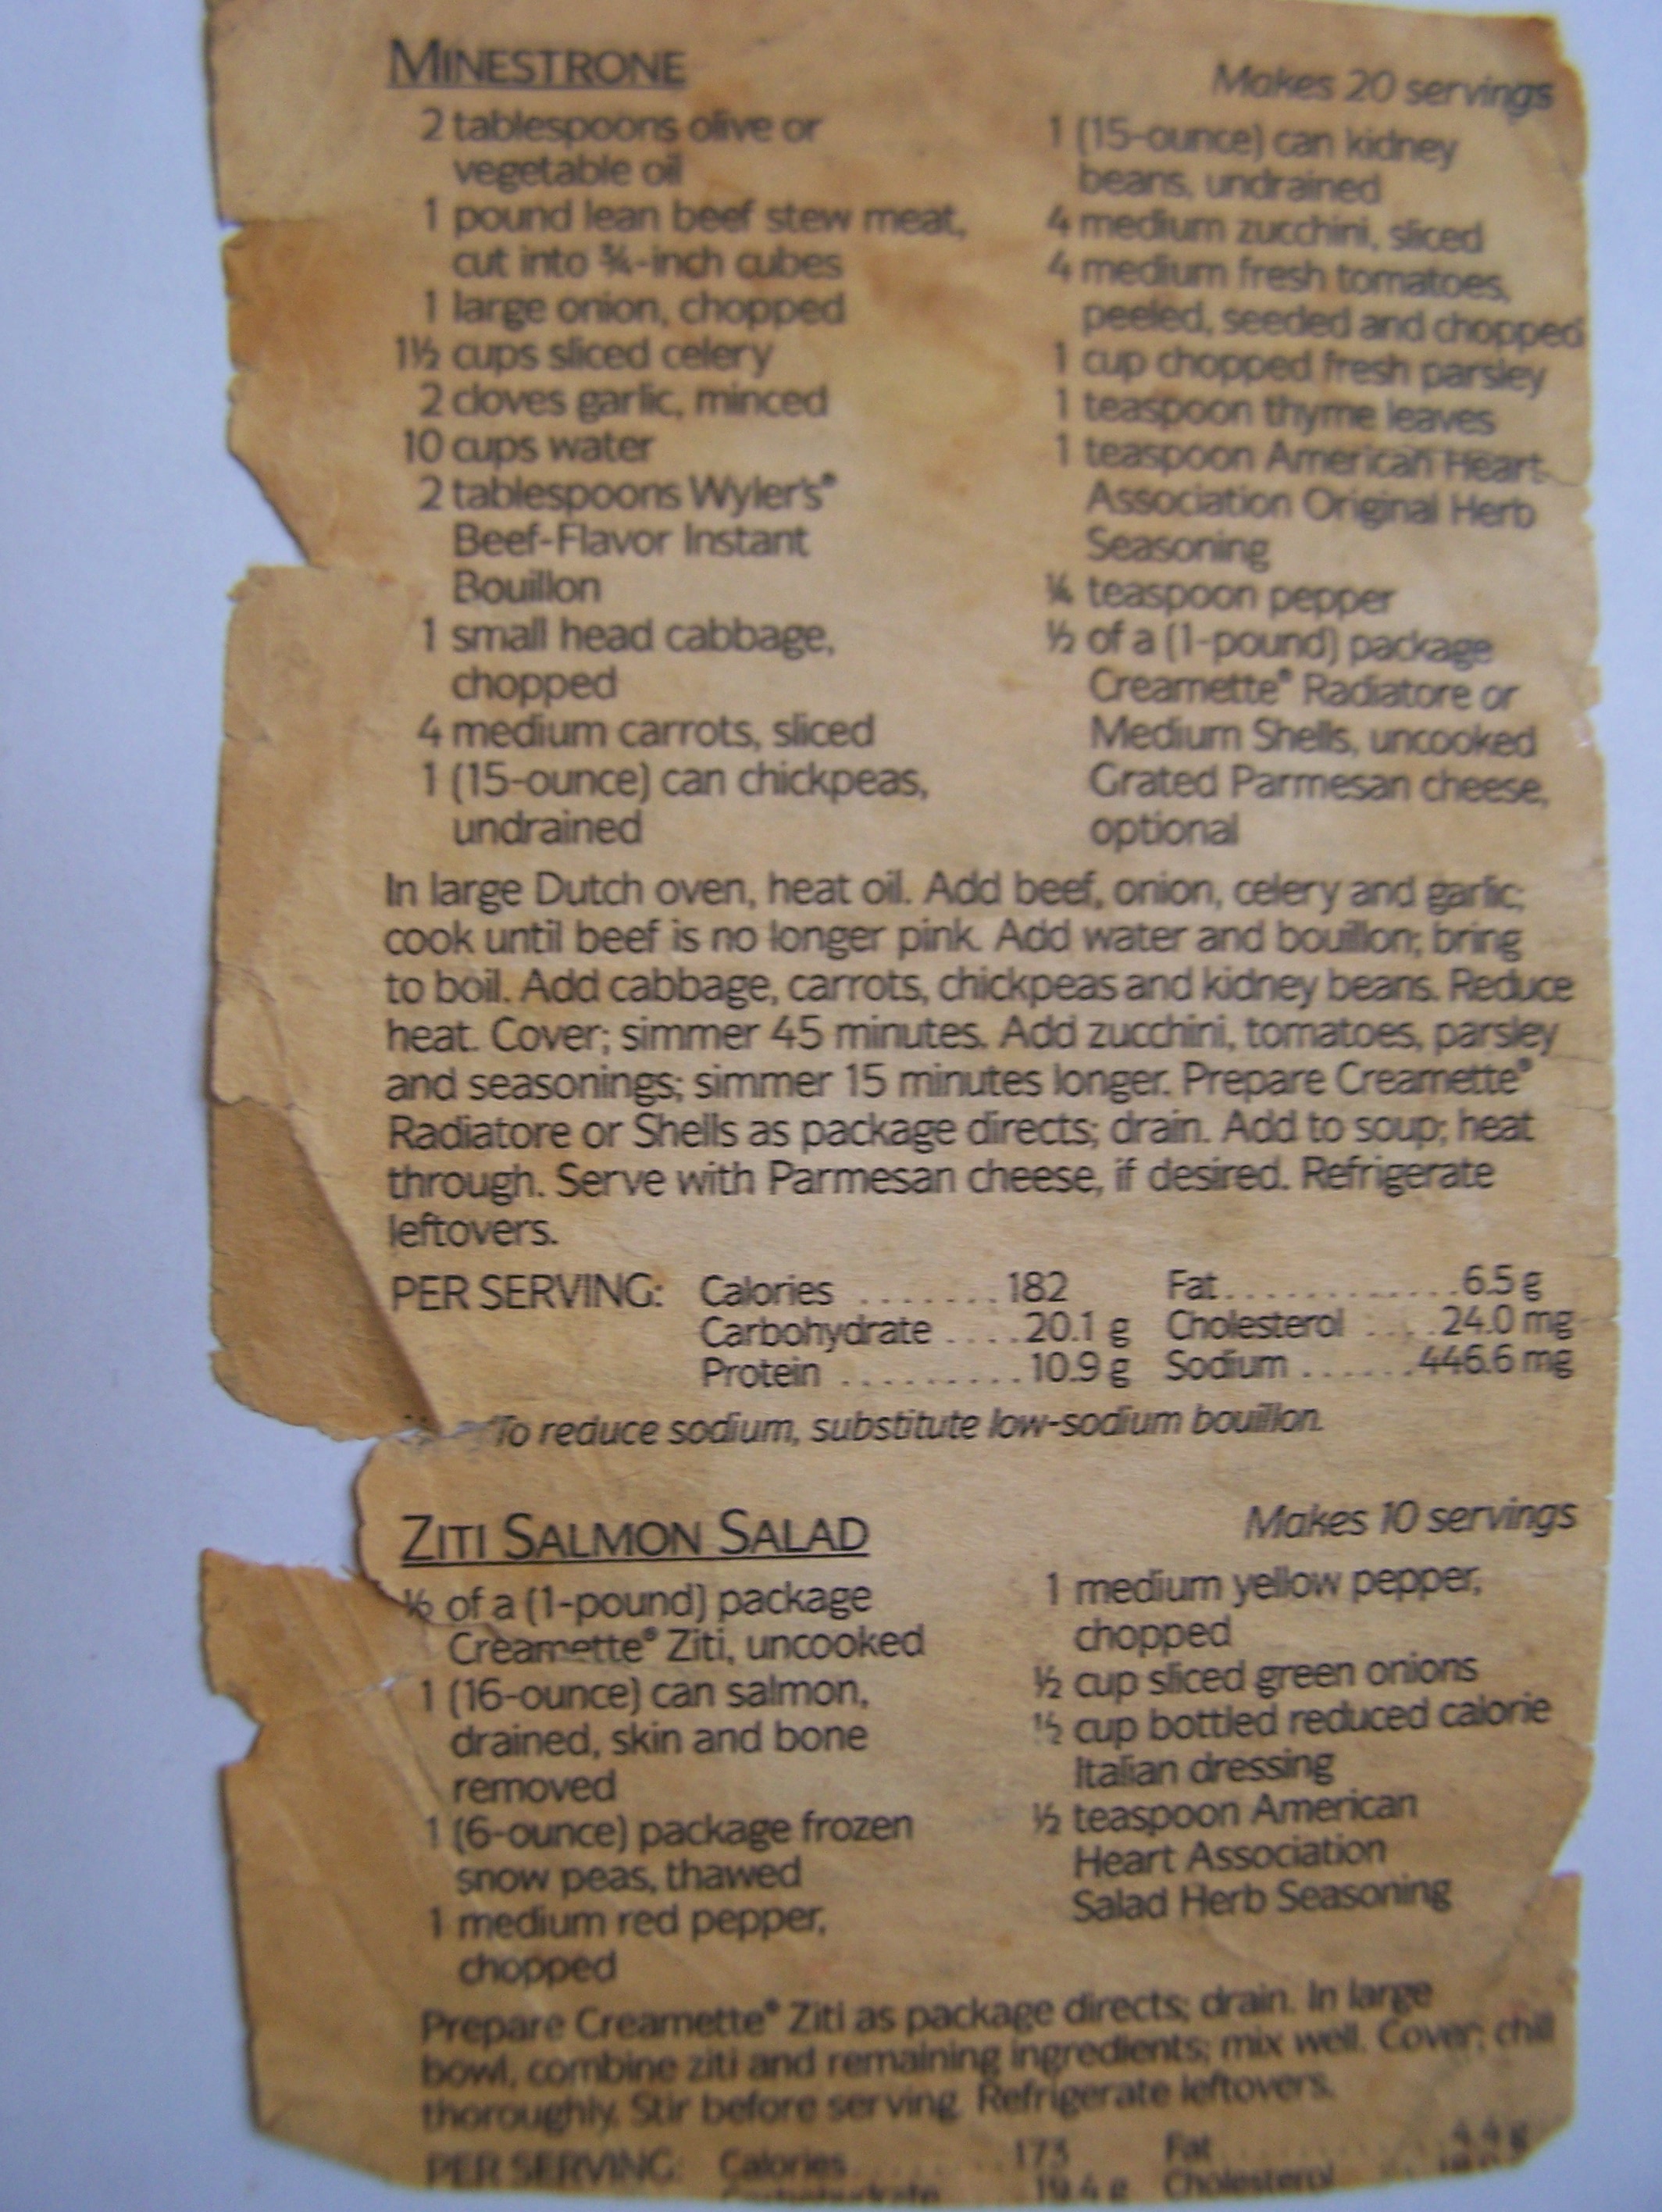 MINESTRONE
Makes 20 servings
2 tablespoons olive or
vegetable oil
1 pound lean beef stew meat,
cut into ¾-inch cubes
1 large onion, chopped
1½ cups sliced celery
2 cloves garlic, minced
10 cups water
2 tablespoons Wyler's®
Beef-Flavor Instant
Bouillon
1 small head cabbage,
chopped
4 medium carrots, sliced
1 (15-ounce) can chickpeas,
undrained
1 (15-ounce) can kidney
beans, undrained
4 medium zucchini, sliced
4 medium fresh tomatoes,
peeled, seeded and chopped
1 cup chopped fresh parsley
1 teaspoon thyme leaves
1 teaspoon American Heart
Association Original Herb
Seasoning
¼ teaspoon pepper
½ of a (1-pound) package
Creamette® Radiatore or
Medium Shells, uncooked
Grated Parmesan cheese,
optional
In large Dutch oven, heat oil. Add beef, onion, celery and garlic;
cook until beef is no longer pink. Add water and bouillon; bring
to boil. Add cabbage, carrots, chickpeas and kidney beans. Reduce
heat. Cover; simmer 45 minutes. Add zucchini, tomatoes, parsley
and seasonings; simmer 15 minutes longer. Prepare Creamette®
Radiatore or Shells as package directs; drain. Add to soup; heat
through. Serve with Parmesan cheese, if desired. Refrigerate
leftovers.
PER SERVING: Calories ........ 182 Fat ............. 6.5 g
Carbohydrate .... 20.1 g Cholesterol .... 24.0 mg
Protein .......... 10.9 g Sodium ...... 446.6 mg
To reduce sodium, substitute low-sodium bouillon.
ZITI SALMON SALAD
Makes 10 servings
½ of a (1-pound) package
Creamette® Ziti, uncooked
1 (16-ounce) can salmon,
drained, skin and bone
removed
1 (6-ounce) package frozen
snow peas, thawed
1 medium red pepper,
chopped
1 medium yellow pepper,
chopped
½ cup sliced green onions
½ cup bottled reduced calorie
Italian dressing
½ teaspoon American
Heart Association
Salad Herb Seasoning
Prepare Creamette® Ziti as package directs; drain. In large
bowl, combine ziti and remaining ingredients; mix well. Cover; chill
thoroughly. Stir before serving. Refrigerate leftovers.
PER SERVING: Calories ........ 173 Fat ............. 4.4 g
Carbohydrate 19.4 g Cholesterol